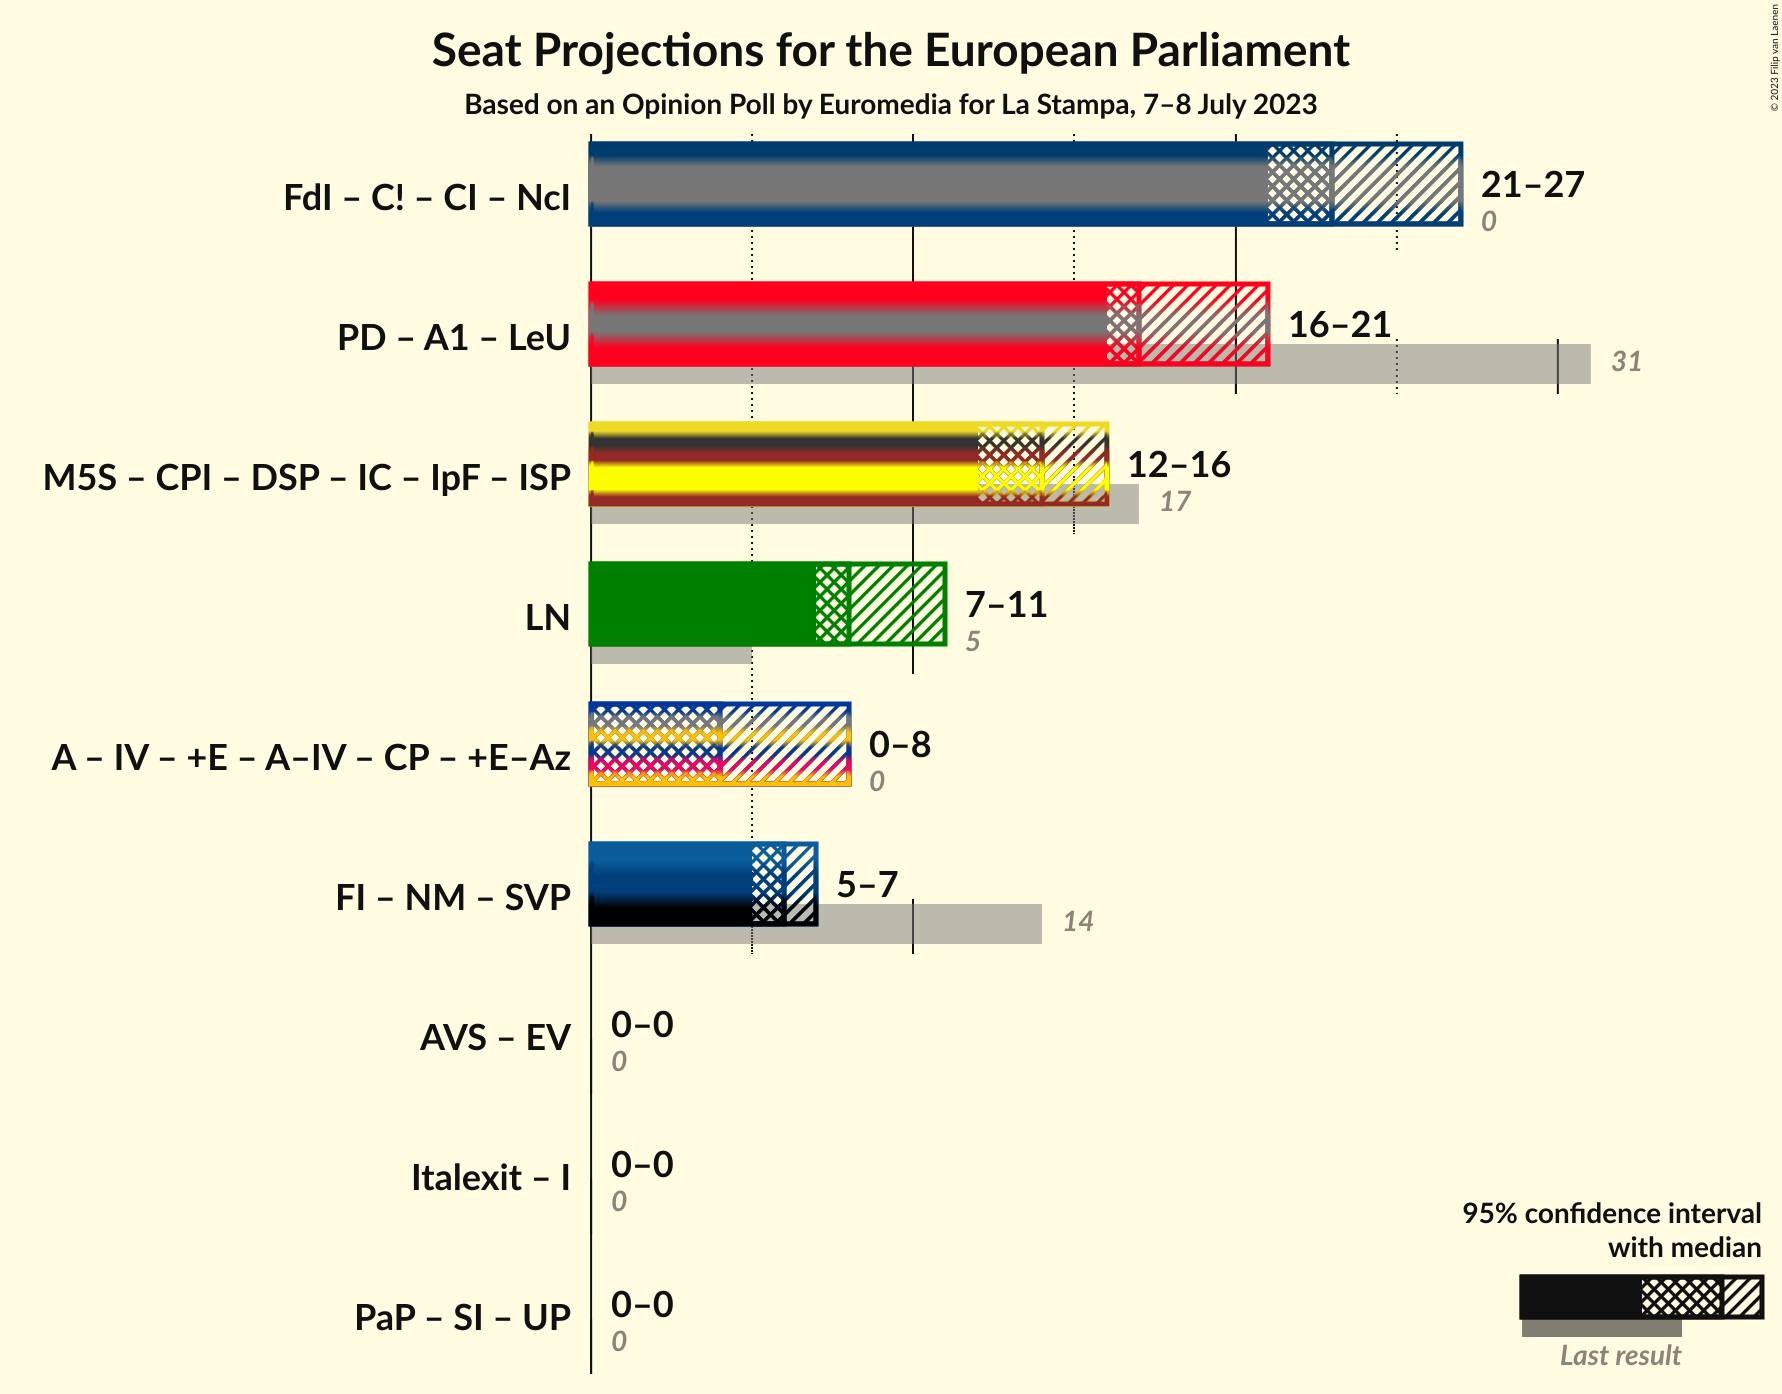 Seat Projections for the European Parliament
Based on an Opinion Poll by Euromedia for La Stampa, 7–8 July 2023
© 2023 Filip van Laenen
FdI – C! – CI – NcI
21–27
0
PD – A1 – LeU
16–21
31
M5S – CPI – DSP – IC – IpF – ISP
12–16
17
LN
7–11
5
A – IV – +E – A–IV – CP – +E–Az
0–8
0
FI – NM – SVP
5–7
14
AVS – EV
0–0
0
Italexit – I
0–0
0
PaP – SI – UP
0–0
0
95% confidence interval
with median
Last result